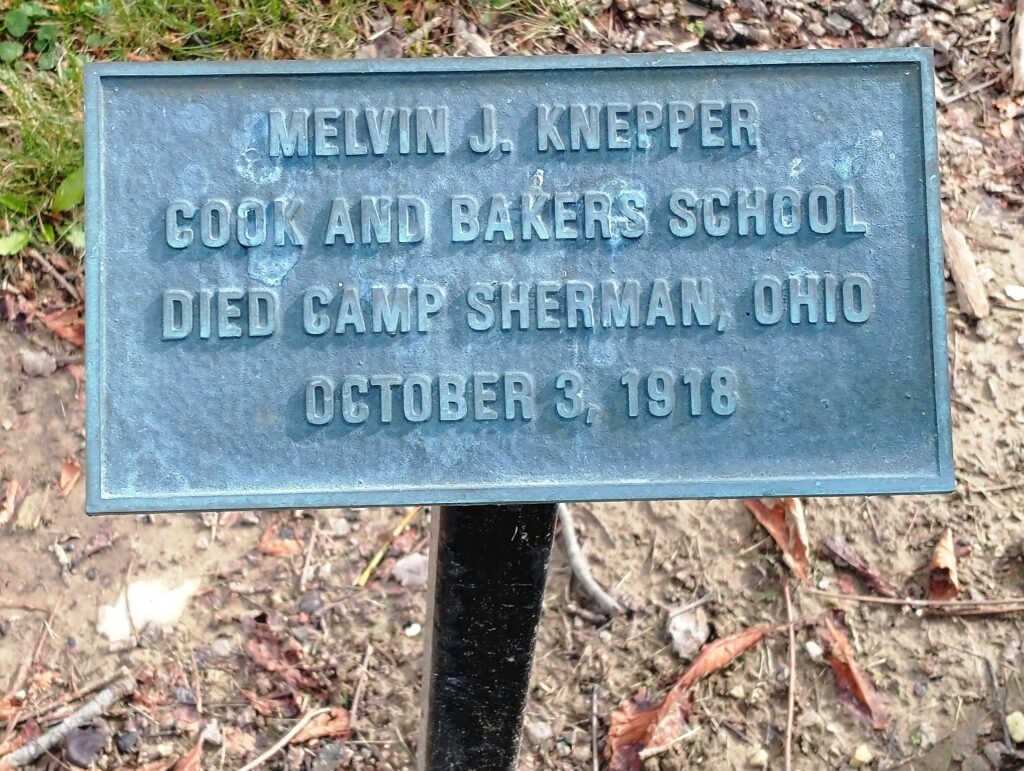 MELVIN J. KNEPPER
COOK AND BAKERS SCHOOL
DIED CAMP SHERMAN, OHIO
OCTOBER 3, 1918